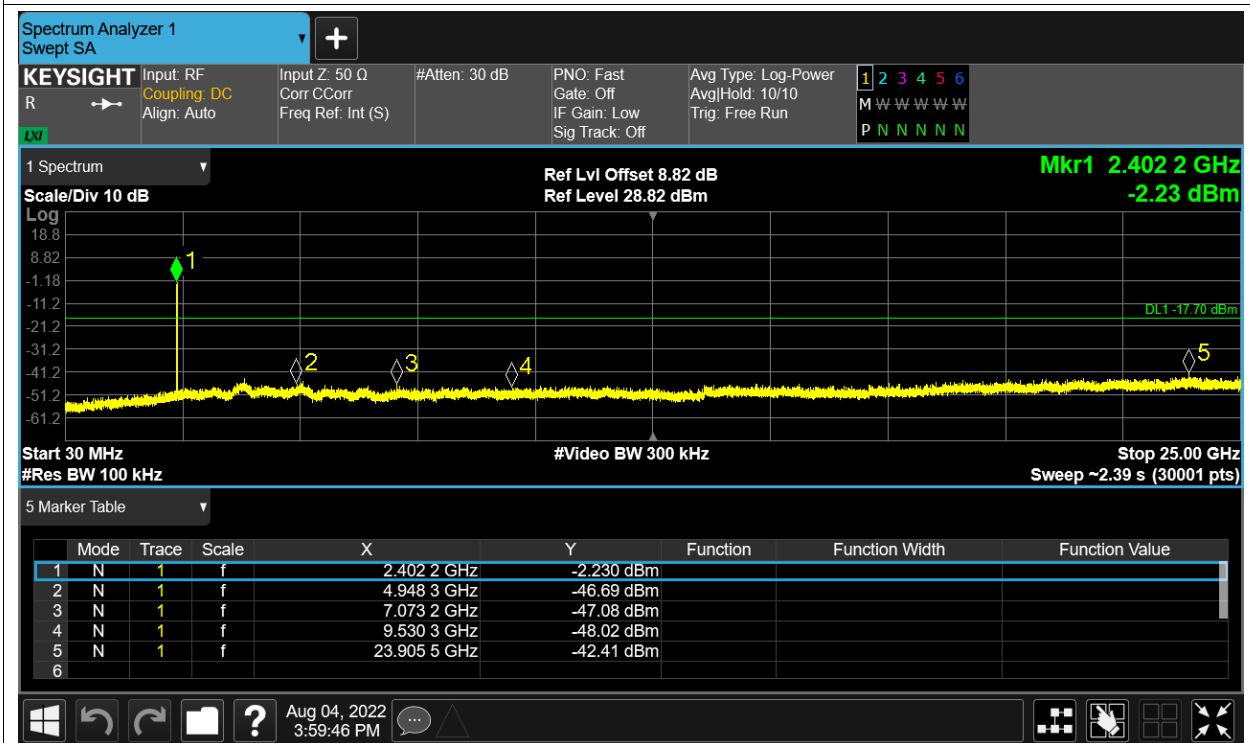 Spectrum Analyzer 1
Swept SA
+
KEYSIGHT Input: RF Input Z: 50 Ω #Atten: 30 dB PNO: Fast Avg Type: Log-Power 1 2 3 4 5 6
R Coupling: DC Corr CCorr Gate: Off Avg|Hold: 10/10 M W W W W W W
Align: Auto Freq Ref: Int (S) IF Gain: Low Trig: Free Run
LXI Sig Track: Off P N N N N N N
1 Spectrum Ref Lvl Offset 8.82 dB Mkr1 2.402 2 GHz
Scale/Div 10 dB Ref Level 28.82 dBm -2.23 dBm
Log
18.8
8.82 1
-1.18
-11.2 DL1 -17.70 dBm
-21.2
-31.2 2 3 4 5
-41.2
-51.2
-61.2
Start 30 MHz #Video BW 300 kHz Stop 25.00 GHz
#Res BW 100 kHz Sweep ~2.39 s (30001 pts)
5 Marker Table
Mode Trace Scale X Y Function Function Width Function Value
1 N 1 f 2.402 2 GHz -2.230 dBm
2 N 1 f 4.948 3 GHz -46.69 dBm
3 N 1 f 7.073 2 GHz -47.08 dBm
4 N 1 f 9.530 3 GHz -48.02 dBm
5 N 1 f 23.905 5 GHz -42.41 dBm
6
? Aug 04, 2022
3:59:46 PM